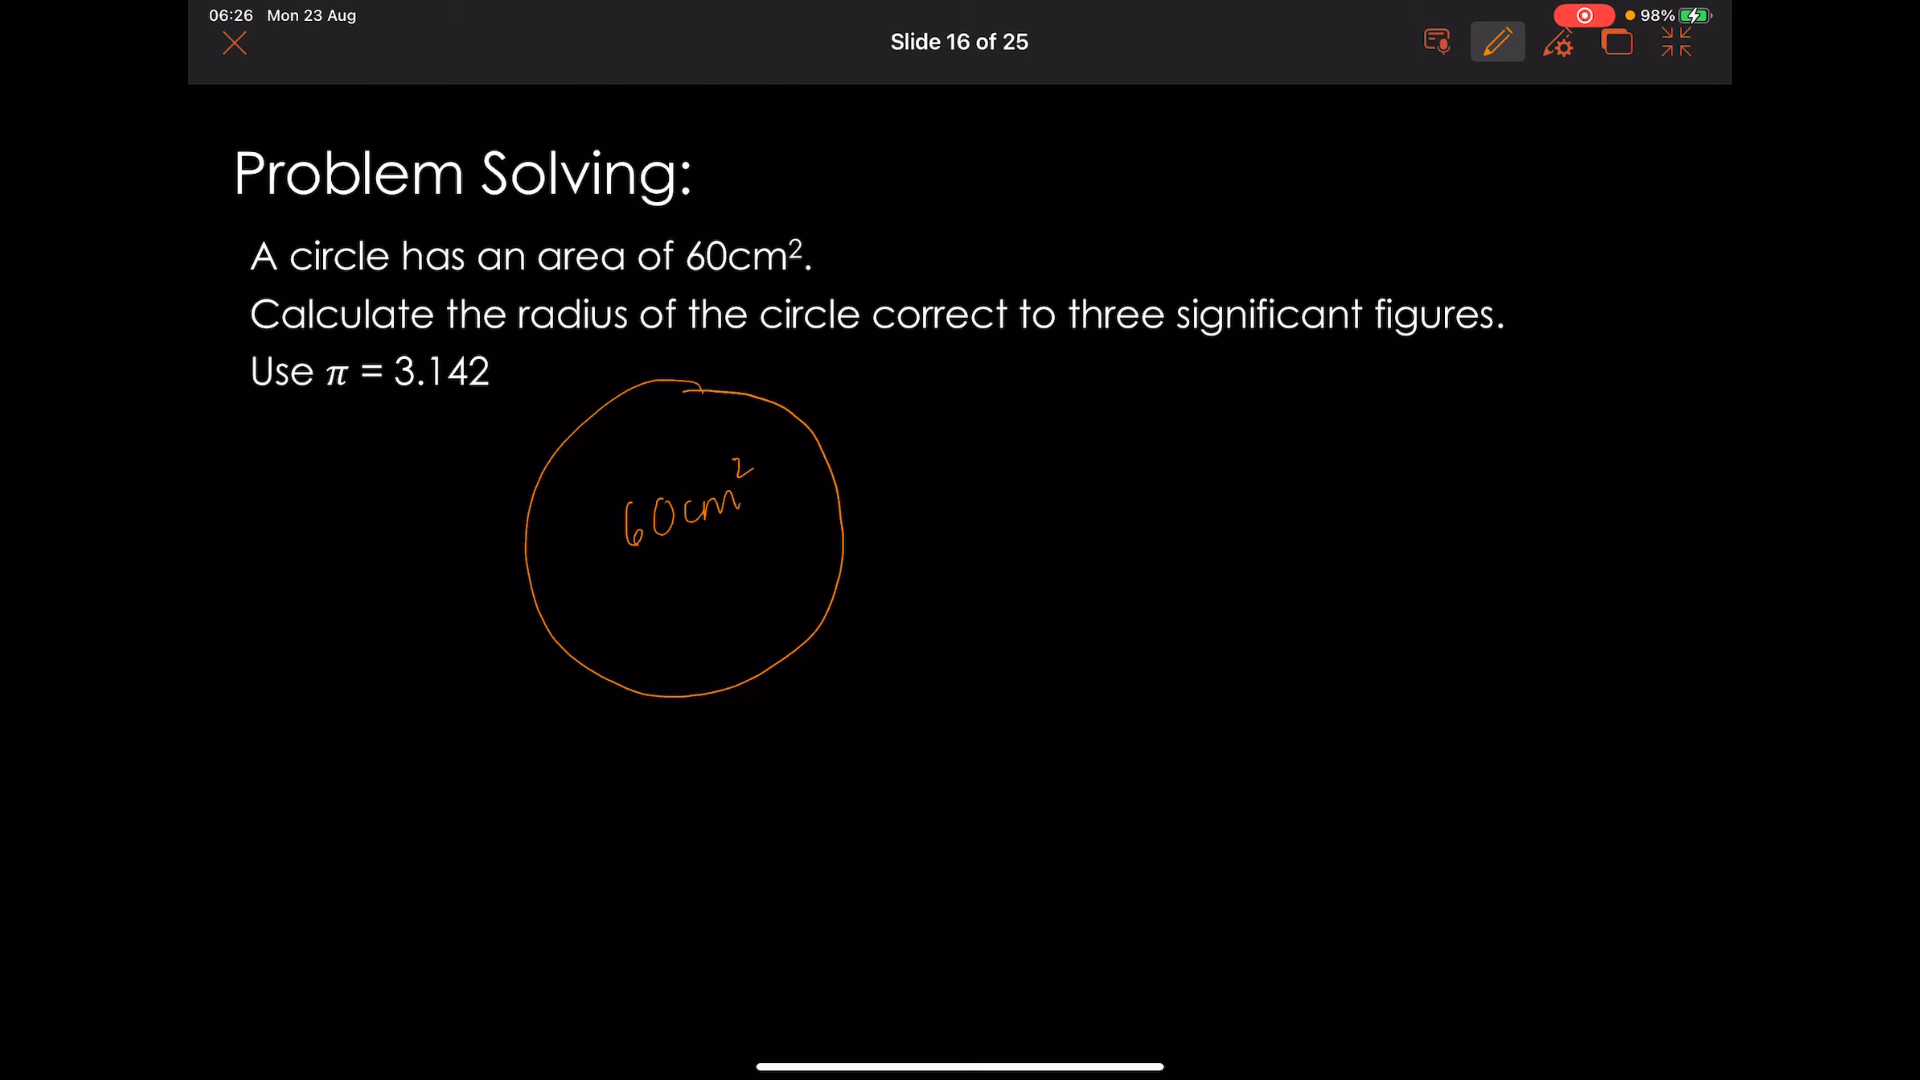 06:26 Mon 23 Aug
98%
Slide 16 of 25
Problem Solving:
A circle has an area of 60cm².
Calculate the radius of the circle correct to three significant figures.
Use π = 3.142
60cm²